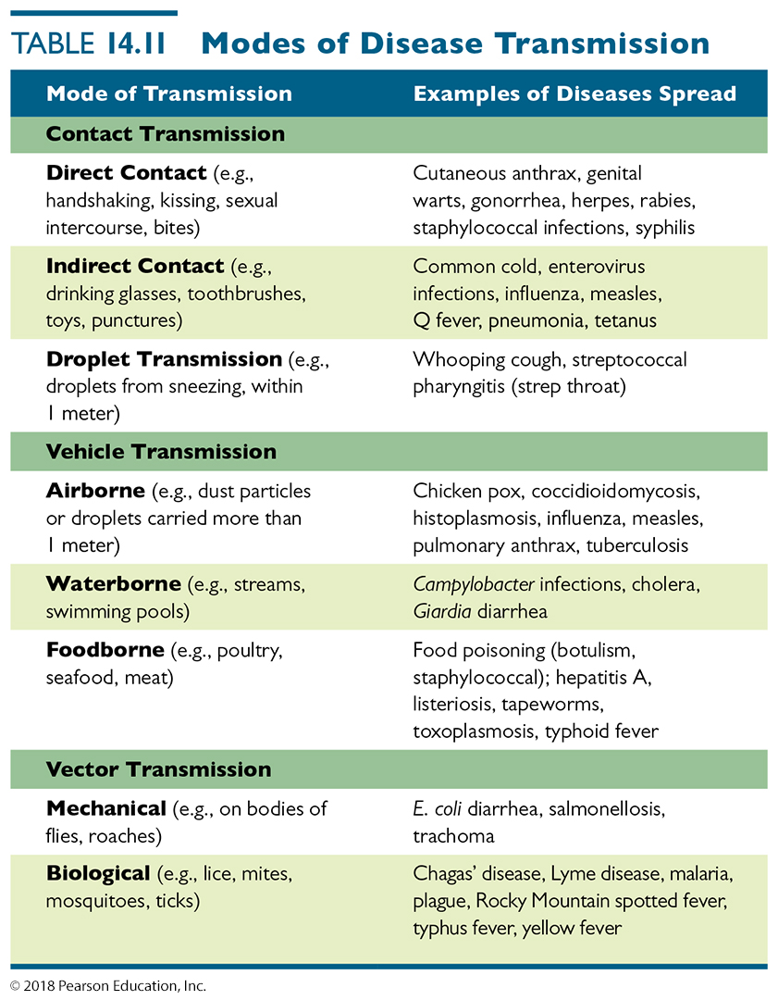 TABLE 14.11 Modes of Disease Transmission
Mode of Transmission Examples of Diseases Spread
Contact Transmission
Direct Contact (e.g., Cutaneous anthrax, genital
handshaking, kissing, sexual warts, gonorrhea, herpes, rabies,
intercourse, bites) staphylococcal infections, syphilis
Indirect Contact (e.g., Common cold, enterovirus
drinking glasses, toothbrushes, infections, influenza, measles,
toys, punctures) Q fever, pneumonia, tetanus
Droplet Transmission (e.g., Whooping cough, streptococcal
droplets from sneezing, within pharyngitis (strep throat)
1 meter)
Vehicle Transmission
Airborne (e.g., dust particles Chicken pox, coccidioidomycosis,
or droplets carried more than histoplasmosis, influenza, measles,
1 meter) pulmonary anthrax, tuberculosis
Waterborne (e.g., streams, Campylobacter infections, cholera,
swimming pools) Giardia diarrhea
Foodborne (e.g., poultry, Food poisoning (botulism,
seafood, meat) staphylococcal); hepatitis A,
listeriosis, tapeworms,
toxoplasmosis, typhoid fever
Vector Transmission
Mechanical (e.g., on bodies of E. coli diarrhea, salmonellosis,
flies, roaches) trachoma
Biological (e.g., lice, mites, Chagas' disease, Lyme disease, malaria,
mosquitoes, ticks) plague, Rocky Mountain spotted fever,
typhus fever, yellow fever
© 2018 Pearson Education, Inc.